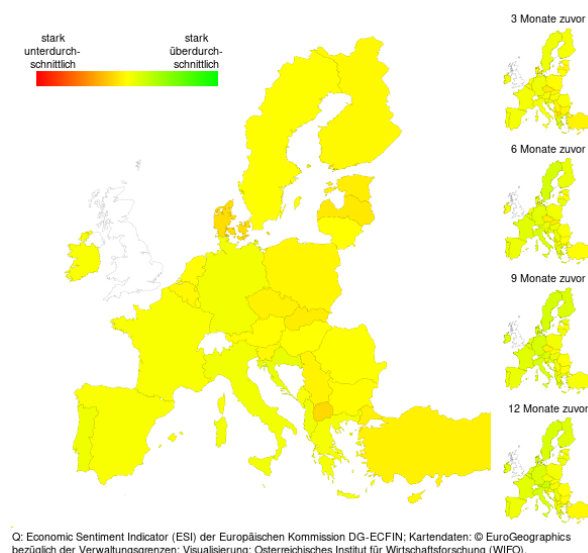 stark
unterdurch-
schnittlich
stark
überdurch-
schnittlich
3 Monate zuvor
6 Monate zuvor
9 Monate zuvor
12 Monate zuvor
Q: Economic Sentiment Indicator (ESI) der Europäischen Kommission DG-ECFIN; Kartendaten: © EuroGeographics
bezüglich der Verwaltungsgrenzen; Visualisierung: Österreichisches Institut für Wirtschaftsforschung (WIFO).